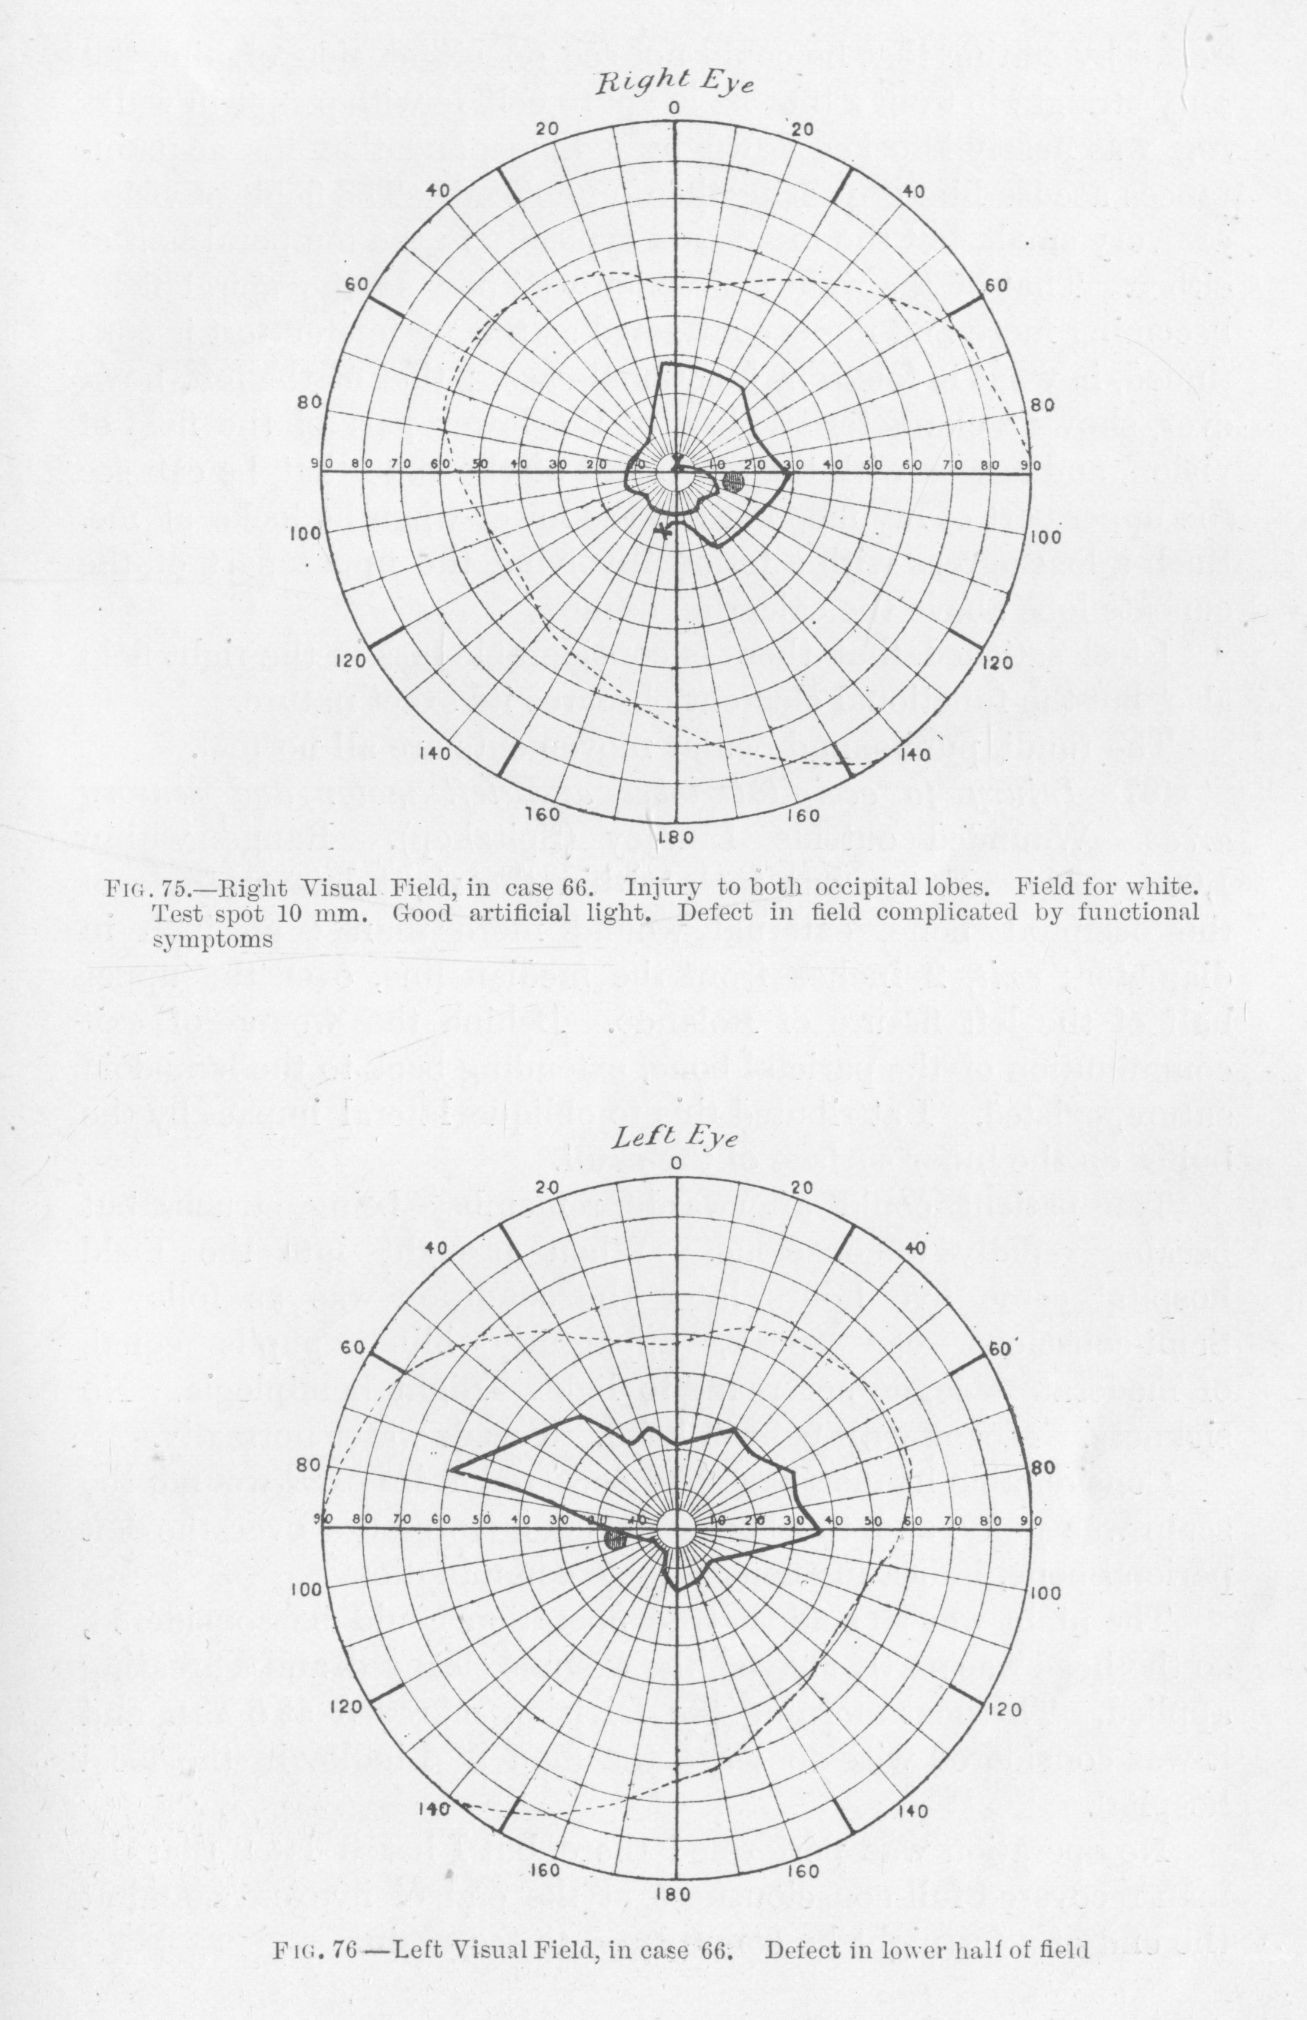 Right Eye
0
20 20
40 40
60 60
80 80
90 80 70 60 50 40 30 20 10 20 30 40 50 60 70 80 90
100 100
120 120
140 140
160 160
180
FIG. 75.—Right Visual Field, in case 66. Injury to both occipital lobes. Field for white.
Test spot 10 mm. Good artificial light. Defect in field complicated by functional
symptoms
Left Eye
0
20 20
40 40
60 60
80 80
90 80 70 60 50 40 30 20 10 10 20 30 40 50 60 70 80 90
100 100
120 120
140 140
160 160
180
FIG. 76—Left Visual Field, in case 66. Defect in lower half of field